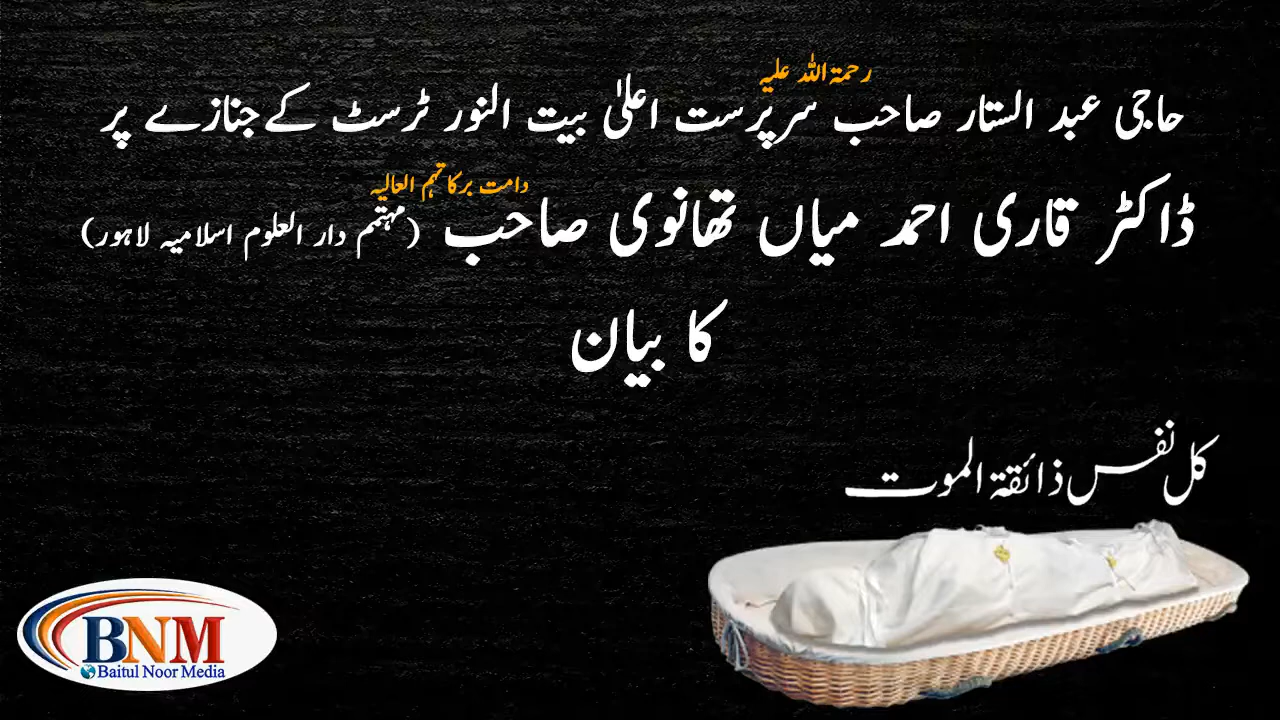 رحمۃ اللہ علیہ
حاجی عبد الستار صاحب سرپرست اعلیٰ بیت النور ٹرسٹ کے جنازے پر
دامت برکاتہم العالیہ
ڈاکٹر قاری احمد میاں تھانوی صاحب (مہتمم دار العلوم اسلامیہ لاہور)
کا بیان
کل نفس ذائقۃ الموت
BNM
Baitul Noor Media